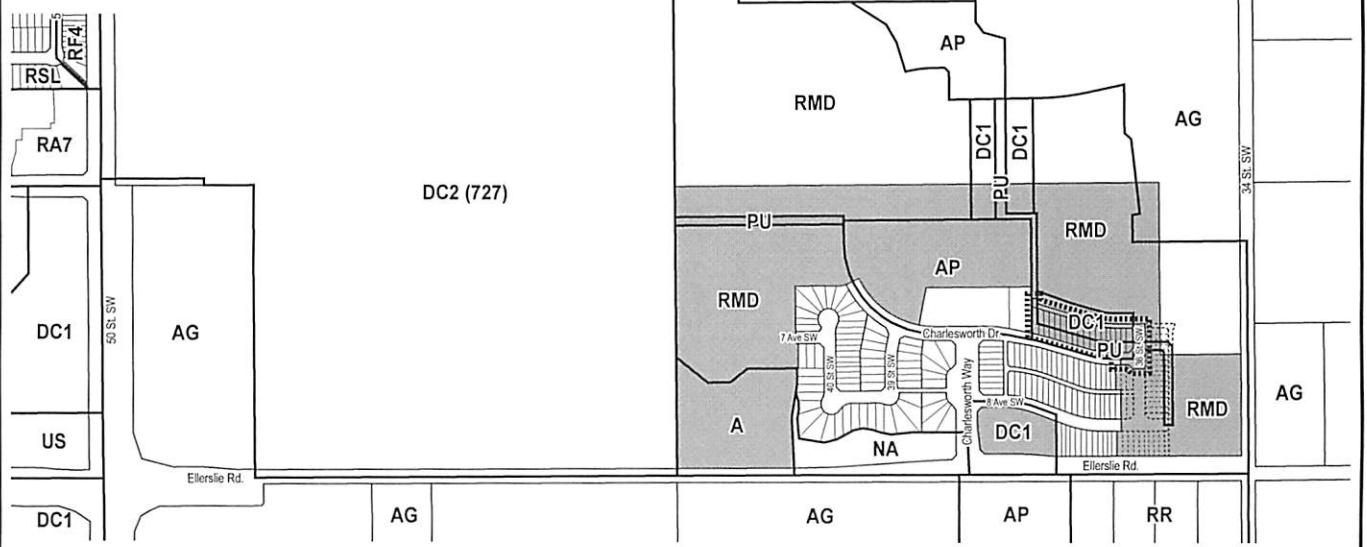 5
RF4
RSL
RA7
DC1
US
DC1
50 St. SW
AG
Ellerslie Rd.
DC2 (727)
RMD
AP
DC1
DC1
PU
AG
34 St. SW
PU
RMD
AP
RMD
DC1
PU
36 St. SW
Charlesworth Dr.
7 Ave SW
40 St SW
39 St SW
Charlesworth Way
8 Ave SW
RMD
AG
A
NA
DC1
Ellerslie Rd.
AG
AG
AP
RR